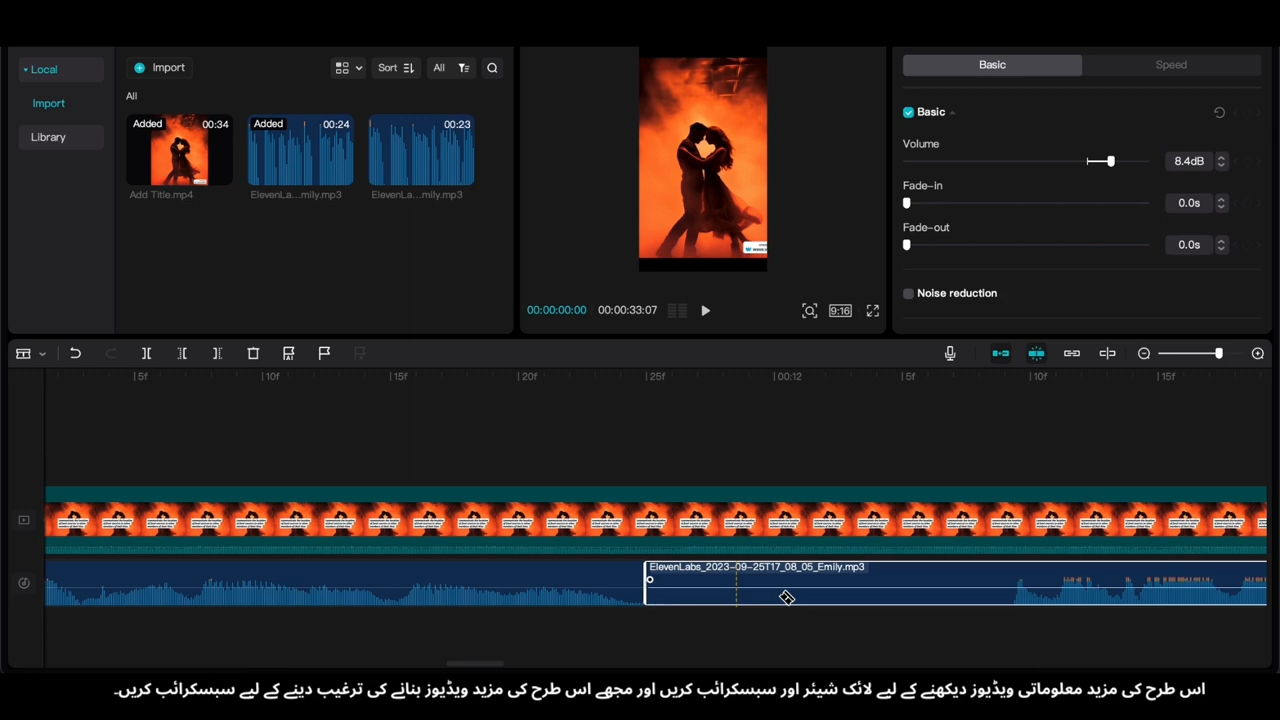 Local
Import
Library
Import
Sort
All
All
Added
00:34
Added
00:24
00:23
Add Title.mp4
ElevenLa...mily.mp3
ElevenLa...mily.mp3
00:00:00:00
00:00:33:07
9:16
Basic
Speed
Basic
Volume
8.4dB
Fade-in
0.0s
Fade-out
0.0s
Noise reduction
5f
10f
15f
20f
25f
00:12
5f
10f
15f
ElevenLabs_2023-09-25T17_08_05_Emily.mp3
اس طرح کی مزید معلوماتی ویڈیوز دیکھنے کے لیے لائک شیئر اور سبسکرائب کریں اور مجھے اس طرح کی مزید ویڈیوز بنانے کی ترغیب دینے کے لیے سبسکرائب کریں۔